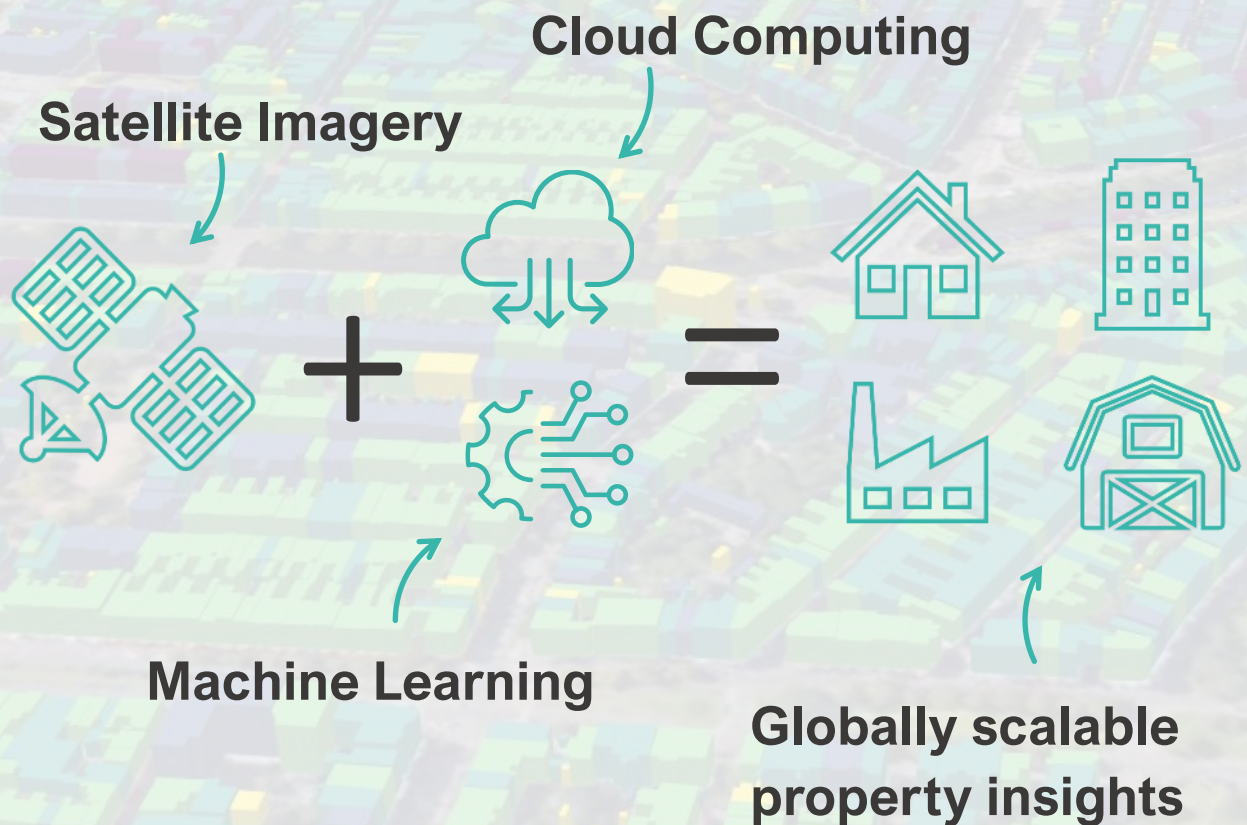 Cloud Computing
Satellite Imagery
Machine Learning
Globally scalable
property insights